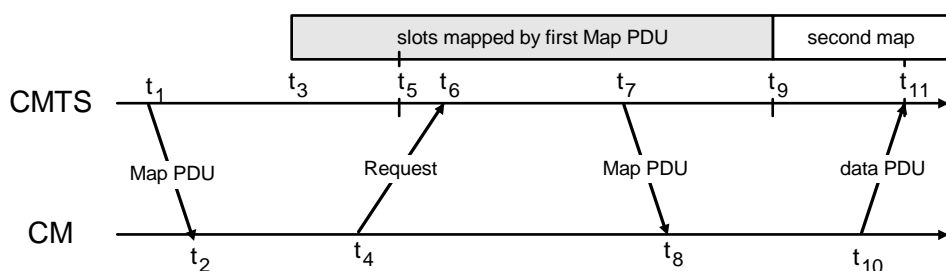 slots mapped by first Map PDU second map
t1 t3 t5 t6 t7 t9 t11
CMTS
Map PDU Request Map PDU data PDU
CM
t2 t4 t8 t10